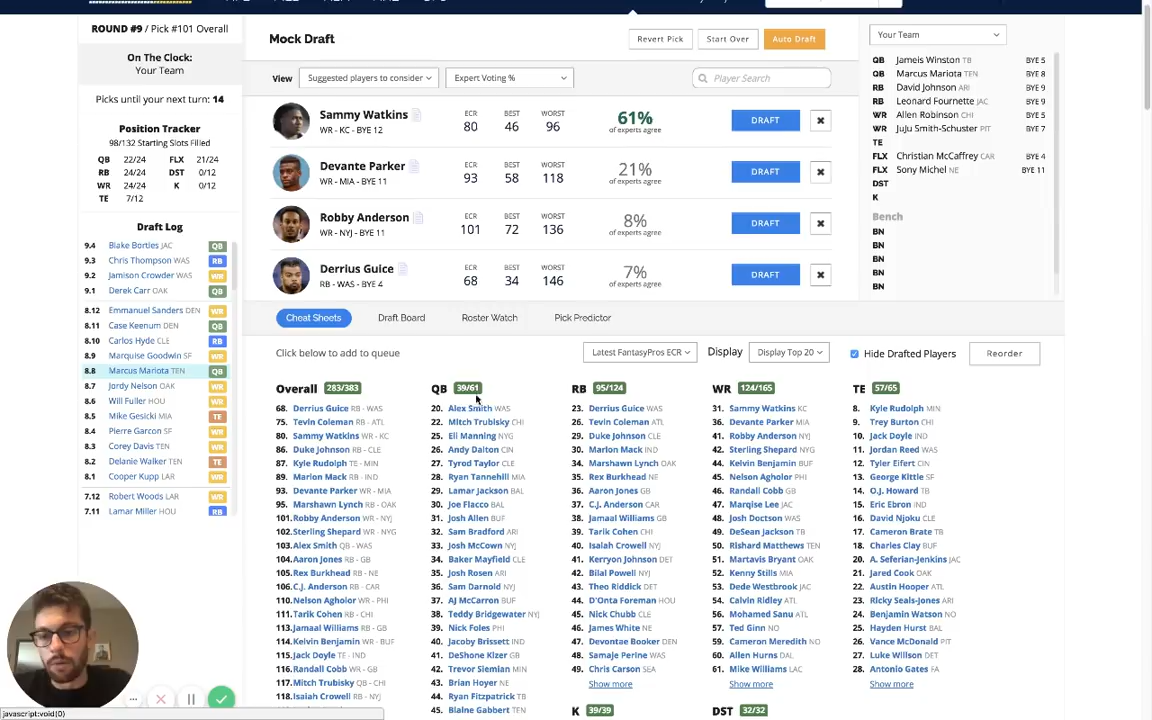 ROUND #9 / Pick #101 Overall
On The Clock:
Your Team
Picks until your next turn: 14
Position Tracker
98/132 Starting Slots Filled
QB 22/24 FLX 21/24
RB 24/24 DST 0/12
WR 24/24 K 0/12
TE 7/12
Draft Log
9.4 Blake Bortles JAC QB
9.3 Chris Thompson WAS RB
9.2 Jamison Crowder WAS WR
9.1 Derek Carr OAK QB
8.12 Emmanuel Sanders DEN WR
8.11 Case Keenum DEN QB
8.10 Carlos Hyde CLE RB
8.9 Marquise Goodwin SF WR
8.8 Marcus Mariota TEN QB
8.7 Jordy Nelson OAK WR
8.6 Will Fuller HOU WR
8.5 Mike Gesicki MIA TE
8.4 Pierre Garcon SF WR
8.3 Corey Davis TEN WR
8.2 Delanie Walker TEN TE
8.1 Cooper Kupp LAR WR
7.12 Robert Woods LAR WR
7.11 Lamar Miller HOU RB
Mock Draft
Revert Pick Start Over Auto Draft
View Suggested players to consider Expert Voting % Player Search
Sammy Watkins ECR BEST WORST 61%
WR - KC - BYE 12 80 46 96 of experts agree DRAFT
Devante Parker ECR BEST WORST 21%
WR - MIA - BYE 11 93 58 118 of experts agree DRAFT
Robby Anderson ECR BEST WORST 8%
WR - NYJ - BYE 11 101 72 136 of experts agree DRAFT
Derrius Guice ECR BEST WORST 7%
RB - WAS - BYE 4 68 34 146 of experts agree DRAFT
Your Team
QB Jameis Winston TB BYE 5
QB Marcus Mariota TEN BYE 8
RB David Johnson ARI BYE 9
RB Leonard Fournette JAC BYE 9
WR Allen Robinson CHI BYE 5
WR JuJu Smith-Schuster PIT BYE 7
TE
FLX Christian McCaffrey CAR BYE 4
FLX Sony Michel NE BYE 11
DST
K
Bench
BN
BN
BN
BN
BN
Cheat Sheets Draft Board Roster Watch Pick Predictor
Click below to add to queue Latest FantasyPros ECR Display Display Top 20 Hide Drafted Players Reorder
Overall 283/383
68. Derrius Guice RB - WAS
75. Tevin Coleman RB - ATL
80. Sammy Watkins WR - KC
86. Duke Johnson RB - CLE
87. Kyle Rudolph TE - MIN
89. Marlon Mack RB - IND
93. Devante Parker WR - MIA
95. Marshawn Lynch RB - OAK
101. Robby Anderson WR - NYJ
102. Sterling Shepard WR - NYG
103. Alex Smith QB - WAS
104. Aaron Jones RB - GB
105. Rex Burkhead RB - NE
106. C.J. Anderson RB - CAR
110. Nelson Agholor WR - PHI
111. Tarik Cohen RB - CHI
113. Jamaal Williams RB - GB
114. Kelvin Benjamin WR - BUF
115. Jack Doyle TE - IND
116. Randall Cobb WR - GB
117. Mitch Trubisky QB - CHI
118. Isaiah Crowell RB - NYJ
QB 39/61
20. Alex Smith WAS
22. Mitch Trubisky CHI
25. Eli Manning NYG
26. Andy Dalton CIN
27. Tyrod Taylor CLE
28. Ryan Tannehill MIA
29. Lamar Jackson BAL
30. Joe Flacco BAL
31. Josh Allen BUF
32. Sam Bradford ARI
33. Josh McCown NYJ
34. Baker Mayfield CLE
35. Josh Rosen ARI
36. Sam Darnold NYJ
37. AJ McCarron BUF
38. Teddy Bridgewater NYJ
39. Nick Foles PHI
40. Jacoby Brissett IND
41. DeShone Kizer GB
42. Trevor Siemian MIN
43. Brian Hoyer NE
44. Ryan Fitzpatrick TB
45. Blaine Gabbert TEN
RB 95/124
23. Derrius Guice WAS
26. Tevin Coleman ATL
29. Duke Johnson CLE
30. Marlon Mack IND
34. Marshawn Lynch OAK
35. Rex Burkhead NE
36. Aaron Jones GB
37. C.J. Anderson CAR
38. Jamaal Williams GB
39. Tarik Cohen CHI
40. Isaiah Crowell NYJ
41. Kerryon Johnson DET
42. Bilal Powell NYJ
43. Theo Riddick DET
44. D'Onta Foreman HOU
45. Nick Chubb CLE
46. James White NE
47. Devontae Booker DEN
48. Samaje Perine WAS
49. Chris Carson SEA
Show more
K 39/39
WR 124/165
31. Sammy Watkins KC
36. Devante Parker MIA
41. Robby Anderson NYJ
42. Sterling Shepard NYG
44. Kelvin Benjamin BUF
45. Nelson Agholor PHI
46. Randall Cobb GB
47. Marqise Lee JAC
48. Josh Doctson WAS
49. DeSean Jackson TB
50. Rishard Matthews TEN
51. Martavis Bryant OAK
52. Kenny Stills MIA
53. Dede Westbrook JAC
54. Calvin Ridley ATL
56. Mohamed Sanu ATL
57. Ted Ginn NO
59. Cameron Meredith NO
60. Allen Hurns DAL
61. Mike Williams LAC
Show more
DST 32/32
TE 57/65
8. Kyle Rudolph MIN
9. Trey Burton CHI
10. Jack Doyle IND
11. Jordan Reed WAS
12. Tyler Eifert CIN
13. George Kittle SF
14. O.J. Howard TB
15. Eric Ebron IND
16. David Njoku CLE
17. Cameron Brate TB
18. Charles Clay BUF
20. A. Seferian-Jenkins JAC
21. Jared Cook OAK
22. Austin Hooper ATL
23. Ricky Seals-Jones ARI
24. Benjamin Watson NO
25. Hayden Hurst BAL
26. Vance McDonald PIT
27. Luke Willson DET
28. Antonio Gates FA
Show more
javascript:void(0)